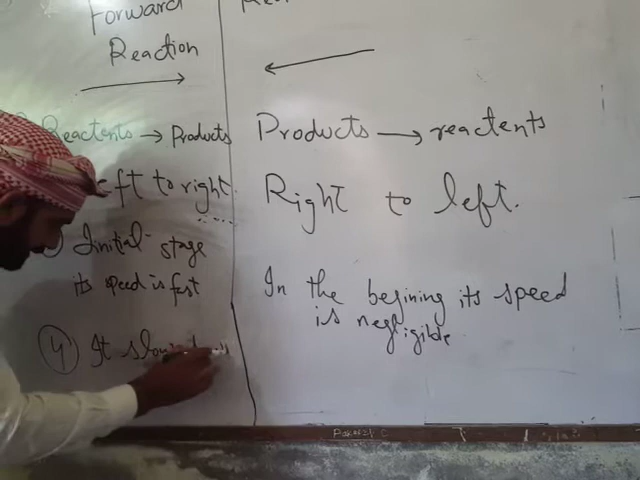 Forward
Reaction
Reactents → Products
Products → reactents
eft to right.
Right to left.
Initial stage
its speed is fast
In the begining its speed
is negligible
4) It